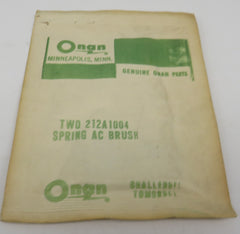 Onan
MINNEAPOLIS, MINN.
GENUINE ONAN PARTS
TWO 212A1004
SPRING AC BRUSH
Onan